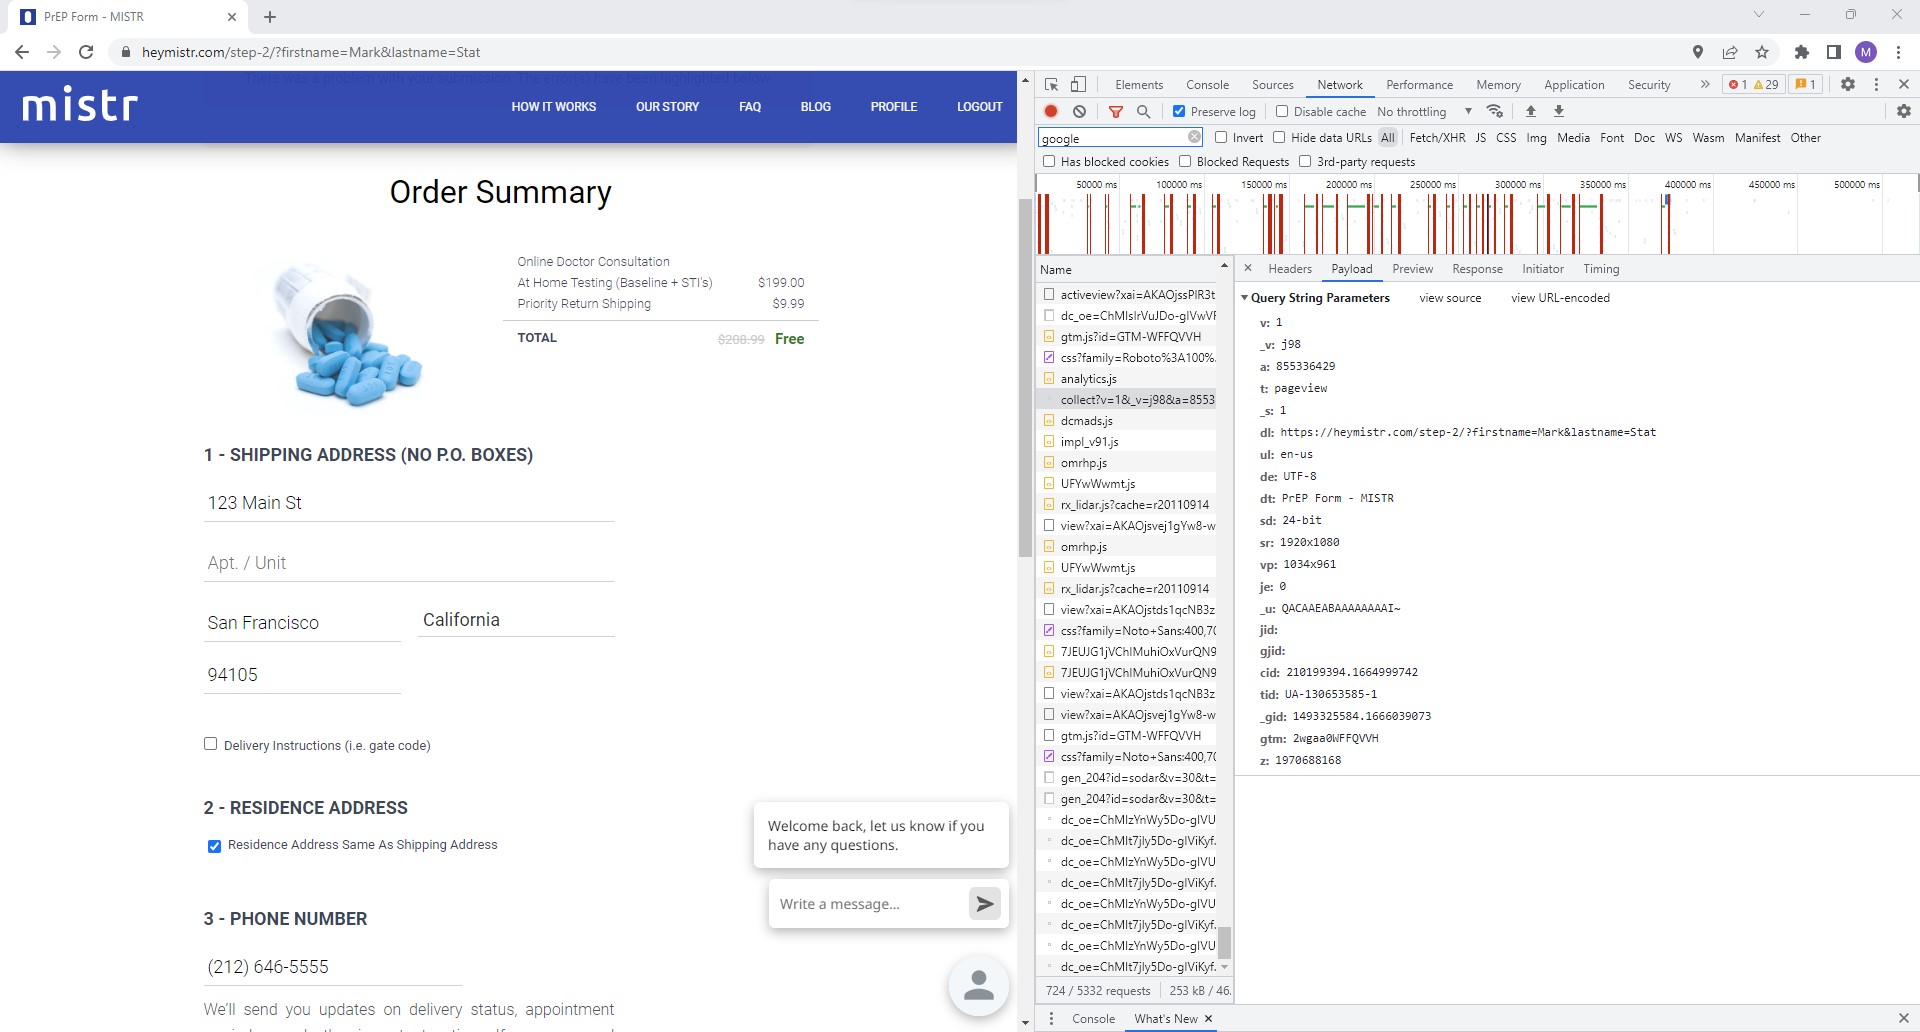 PrEP Form - MISTR
heymistr.com/step-2/?firstname=Mark&lastname=Stat
M
There was a problem with your submission. The error(s) have been highlighted below.
mistr
HOW IT WORKS OUR STORY FAQ BLOG PROFILE LOGOUT
Order Summary
Online Doctor Consultation
At Home Testing (Baseline + STI's) $199.00
Priority Return Shipping $9.99
TOTAL $208.99 Free
1 - SHIPPING ADDRESS (NO P.O. BOXES)
123 Main St
Apt. / Unit
San Francisco California
94105
Delivery Instructions (i.e. gate code)
2 - RESIDENCE ADDRESS
Residence Address Same As Shipping Address
3 - PHONE NUMBER
(212) 646-5555
We'll send you updates on delivery status, appointment
Welcome back, let us know if you
have any questions.
Write a message...
Elements Console Sources Network Performance Memory Application Security » 1 29 1
Preserve log Disable cache No throttling
google Invert Hide data URLs All Fetch/XHR JS CSS Img Media Font Doc WS Wasm Manifest Other
Has blocked cookies Blocked Requests 3rd-party requests
50000 ms 100000 ms 150000 ms 200000 ms 250000 ms 300000 ms 350000 ms 400000 ms 450000 ms 500000 ms
Name
activeview?xai=AKAOjssPIR3t
dc_oe=ChMIsIrVuJDo-gIVwVF
gtm.js?id=GTM-WFFQVVH
css?family=Roboto%3A100%.
analytics.js
collect?v=1&_v=j98&a=8553
dcmads.js
impl_v91.js
omrhp.js
UFYwWwmt.js
rx_lidar.js?cache=r20110914
view?xai=AKAOjsvej1gYw8-w
omrhp.js
UFYwWwmt.js
rx_lidar.js?cache=r20110914
view?xai=AKAOjstds1qcNB3z
css?family=Noto+Sans:400,70
7JEUJG1jVChIMuhiOxVurQN9
7JEUJG1jVChIMuhiOxVurQN9
view?xai=AKAOjstds1qcNB3z
view?xai=AKAOjsvej1gYw8-w
gtm.js?id=GTM-WFFQVVH
css?family=Noto+Sans:400,70
gen_204?id=sodar&v=30&t=
gen_204?id=sodar&v=30&t=
dc_oe=ChMIzYnWy5Do-gIVU
dc_oe=ChMIt7jly5Do-gIViKyf.
dc_oe=ChMIzYnWy5Do-gIVU
dc_oe=ChMIt7jly5Do-gIViKyf.
dc_oe=ChMIzYnWy5Do-gIVU
dc_oe=ChMIt7jly5Do-gIViKyf.
dc_oe=ChMIzYnWy5Do-gIVU
dc_oe=ChMIt7jly5Do-gIViKyf.
724 / 5332 requests 253 kB / 46.
Headers Payload Preview Response Initiator Timing
Query String Parameters view source view URL-encoded
v: 1
_v: j98
a: 855336429
t: pageview
_s: 1
dl: https://heymistr.com/step-2/?firstname=Mark&lastname=Stat
ul: en-us
de: UTF-8
dt: PrEP Form - MISTR
sd: 24-bit
sr: 1920x1080
vp: 1034x961
je: 0
_u: QACAAEABAAAAAAAAI~
jid:
gjid:
cid: 210199394.1664999742
tid: UA-130653585-1
_gid: 1493325584.1666039073
gtm: 2wgaa0WFFQVVH
z: 1970688168
Console What's New